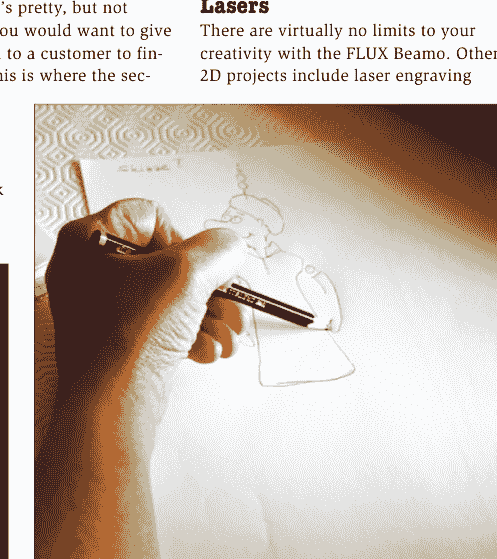 's pretty, but not
ou would want to give
to a customer to fin-
his is where the sec-
Lasers
There are virtually no limits to your
creativity with the FLUX Beamo. Other
2D projects include laser engraving